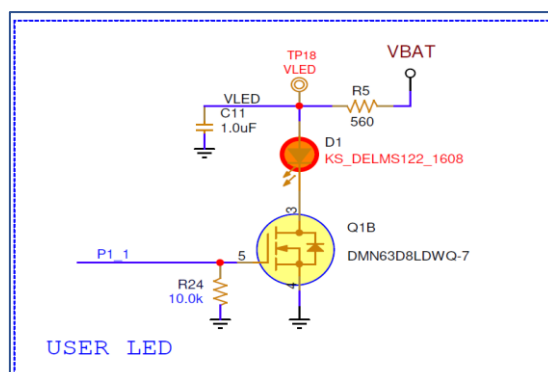 TP18
VLED
VBAT
VLED
R5
C11
560
1.0uF
D1
KS_DELMS122_1608
3
Q1B
P1_1
5
DMN63D8LDWQ-7
R24
4
10.0k
USER LED